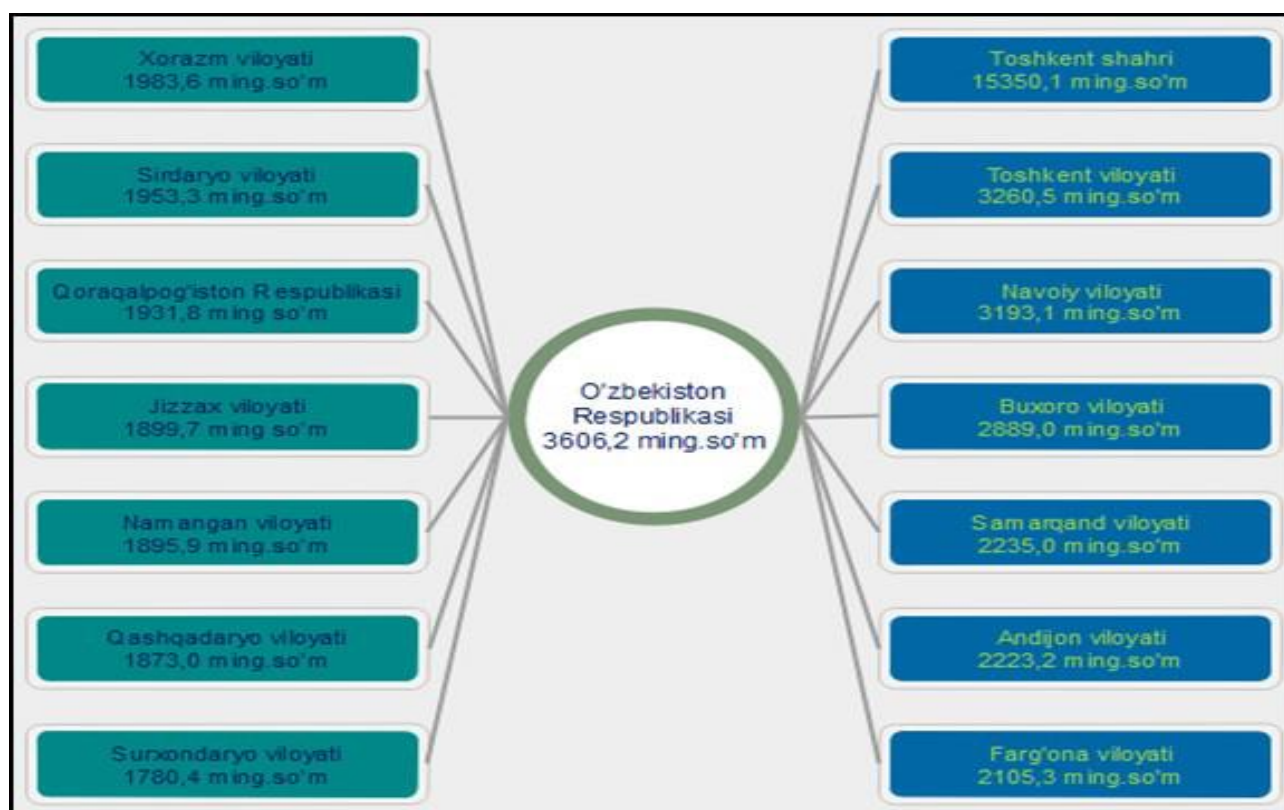 Xorazm viloyati
1983,6 ming.so'm
Sirdaryo viloyati
1953,3 ming.so'm
Qoraqalpog'iston Respublikasi
1931,8 ming so'm
Jizzax viloyati
1899,7 ming.so'm
Namangan viloyati
1895,9 ming.so'm
Qashqadaryo viloyati
1873,0 ming.so'm
Surxondaryo viloyati
1780,4 ming.so'm
O'zbekiston
Respublikasi
3606,2 ming.so'm
Toshkent shahri
15350,1 ming.so'm
Toshkent viloyati
3260,5 ming.so'm
Navoiy viloyati
3193,1 ming.so'm
Buxoro viloyati
2889,0 ming.so'm
Samarqand viloyati
2235,0 ming.so'm
Andijon viloyati
2223,2 ming.so'm
Farg'ona viloyati
2105,3 ming.so'm